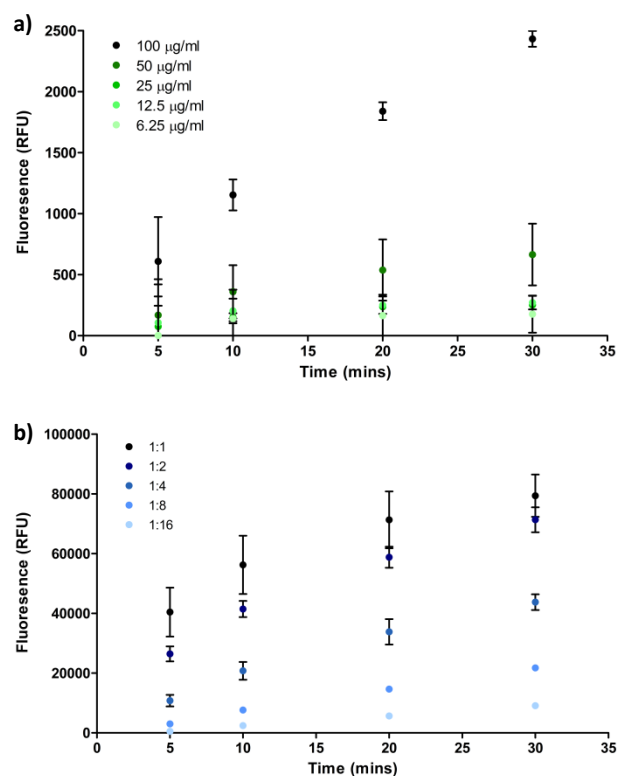 a)
Fluoresence (RFU)
2500
2000
1500
1000
500
0
100 μg/ml
50 μg/ml
25 μg/ml
12.5 μg/ml
6.25 μg/ml
0 5 10 15 20 25 30 35
Time (mins)
b)
Fluoresence (RFU)
100000
80000
60000
40000
20000
0
1:1
1:2
1:4
1:8
1:16
0 5 10 15 20 25 30 35
Time (mins)